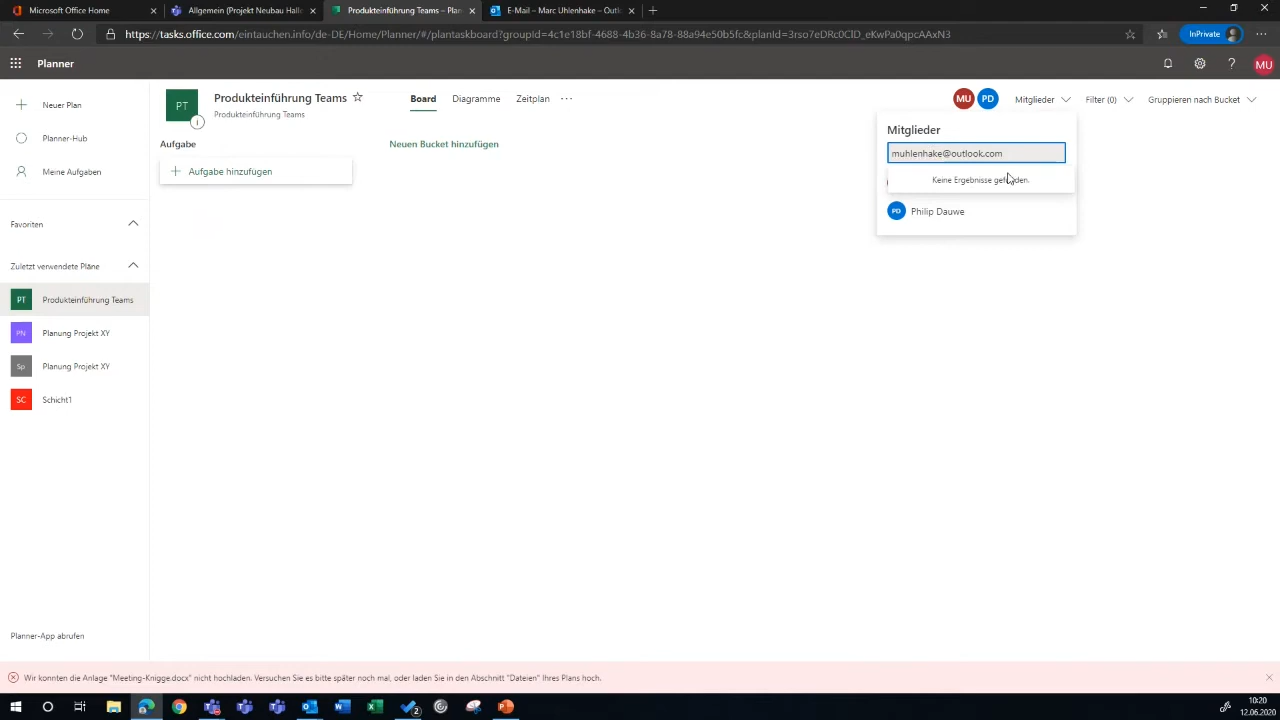 Microsoft Office Home
Allgemein (Projekt Neubau Halle
Produkteinführung Teams – Plan
E-Mail – Marc Uhlenhake – Outlo
https://tasks.office.com/eintauchen.info/de-DE/Home/Planner/#/plantaskboard?groupId=4c1e18bf-4688-4b36-8a78-88a94e50b5fc&planId=3rso7eDRc0ClD_eKwPa0qpcAAxN3
InPrivate
Planner
MU
Neuer Plan
Planner-Hub
Meine Aufgaben
Favoriten
Zuletzt verwendete Pläne
PT Produkteinführung Teams
PN Planung Projekt XY
Sp Planung Projekt XY
SC Schicht1
Planner-App abrufen
PT
Produkteinführung Teams
Produkteinführung Teams
Board Diagramme Zeitplan
MU PD Mitglieder Filter (0) Gruppieren nach Bucket
Aufgabe
Neuen Bucket hinzufügen
Aufgabe hinzufügen
Mitglieder
muhlenhake@outlook.com
Keine Ergebnisse gefunden.
PD Philip Dauwe
Wir konnten die Anlage "Meeting-Knigge.docx" nicht hochladen. Versuchen Sie es bitte später noch mal, oder laden Sie in den Abschnitt "Dateien" Ihres Plans hoch.
2
10:20
12.06.2020